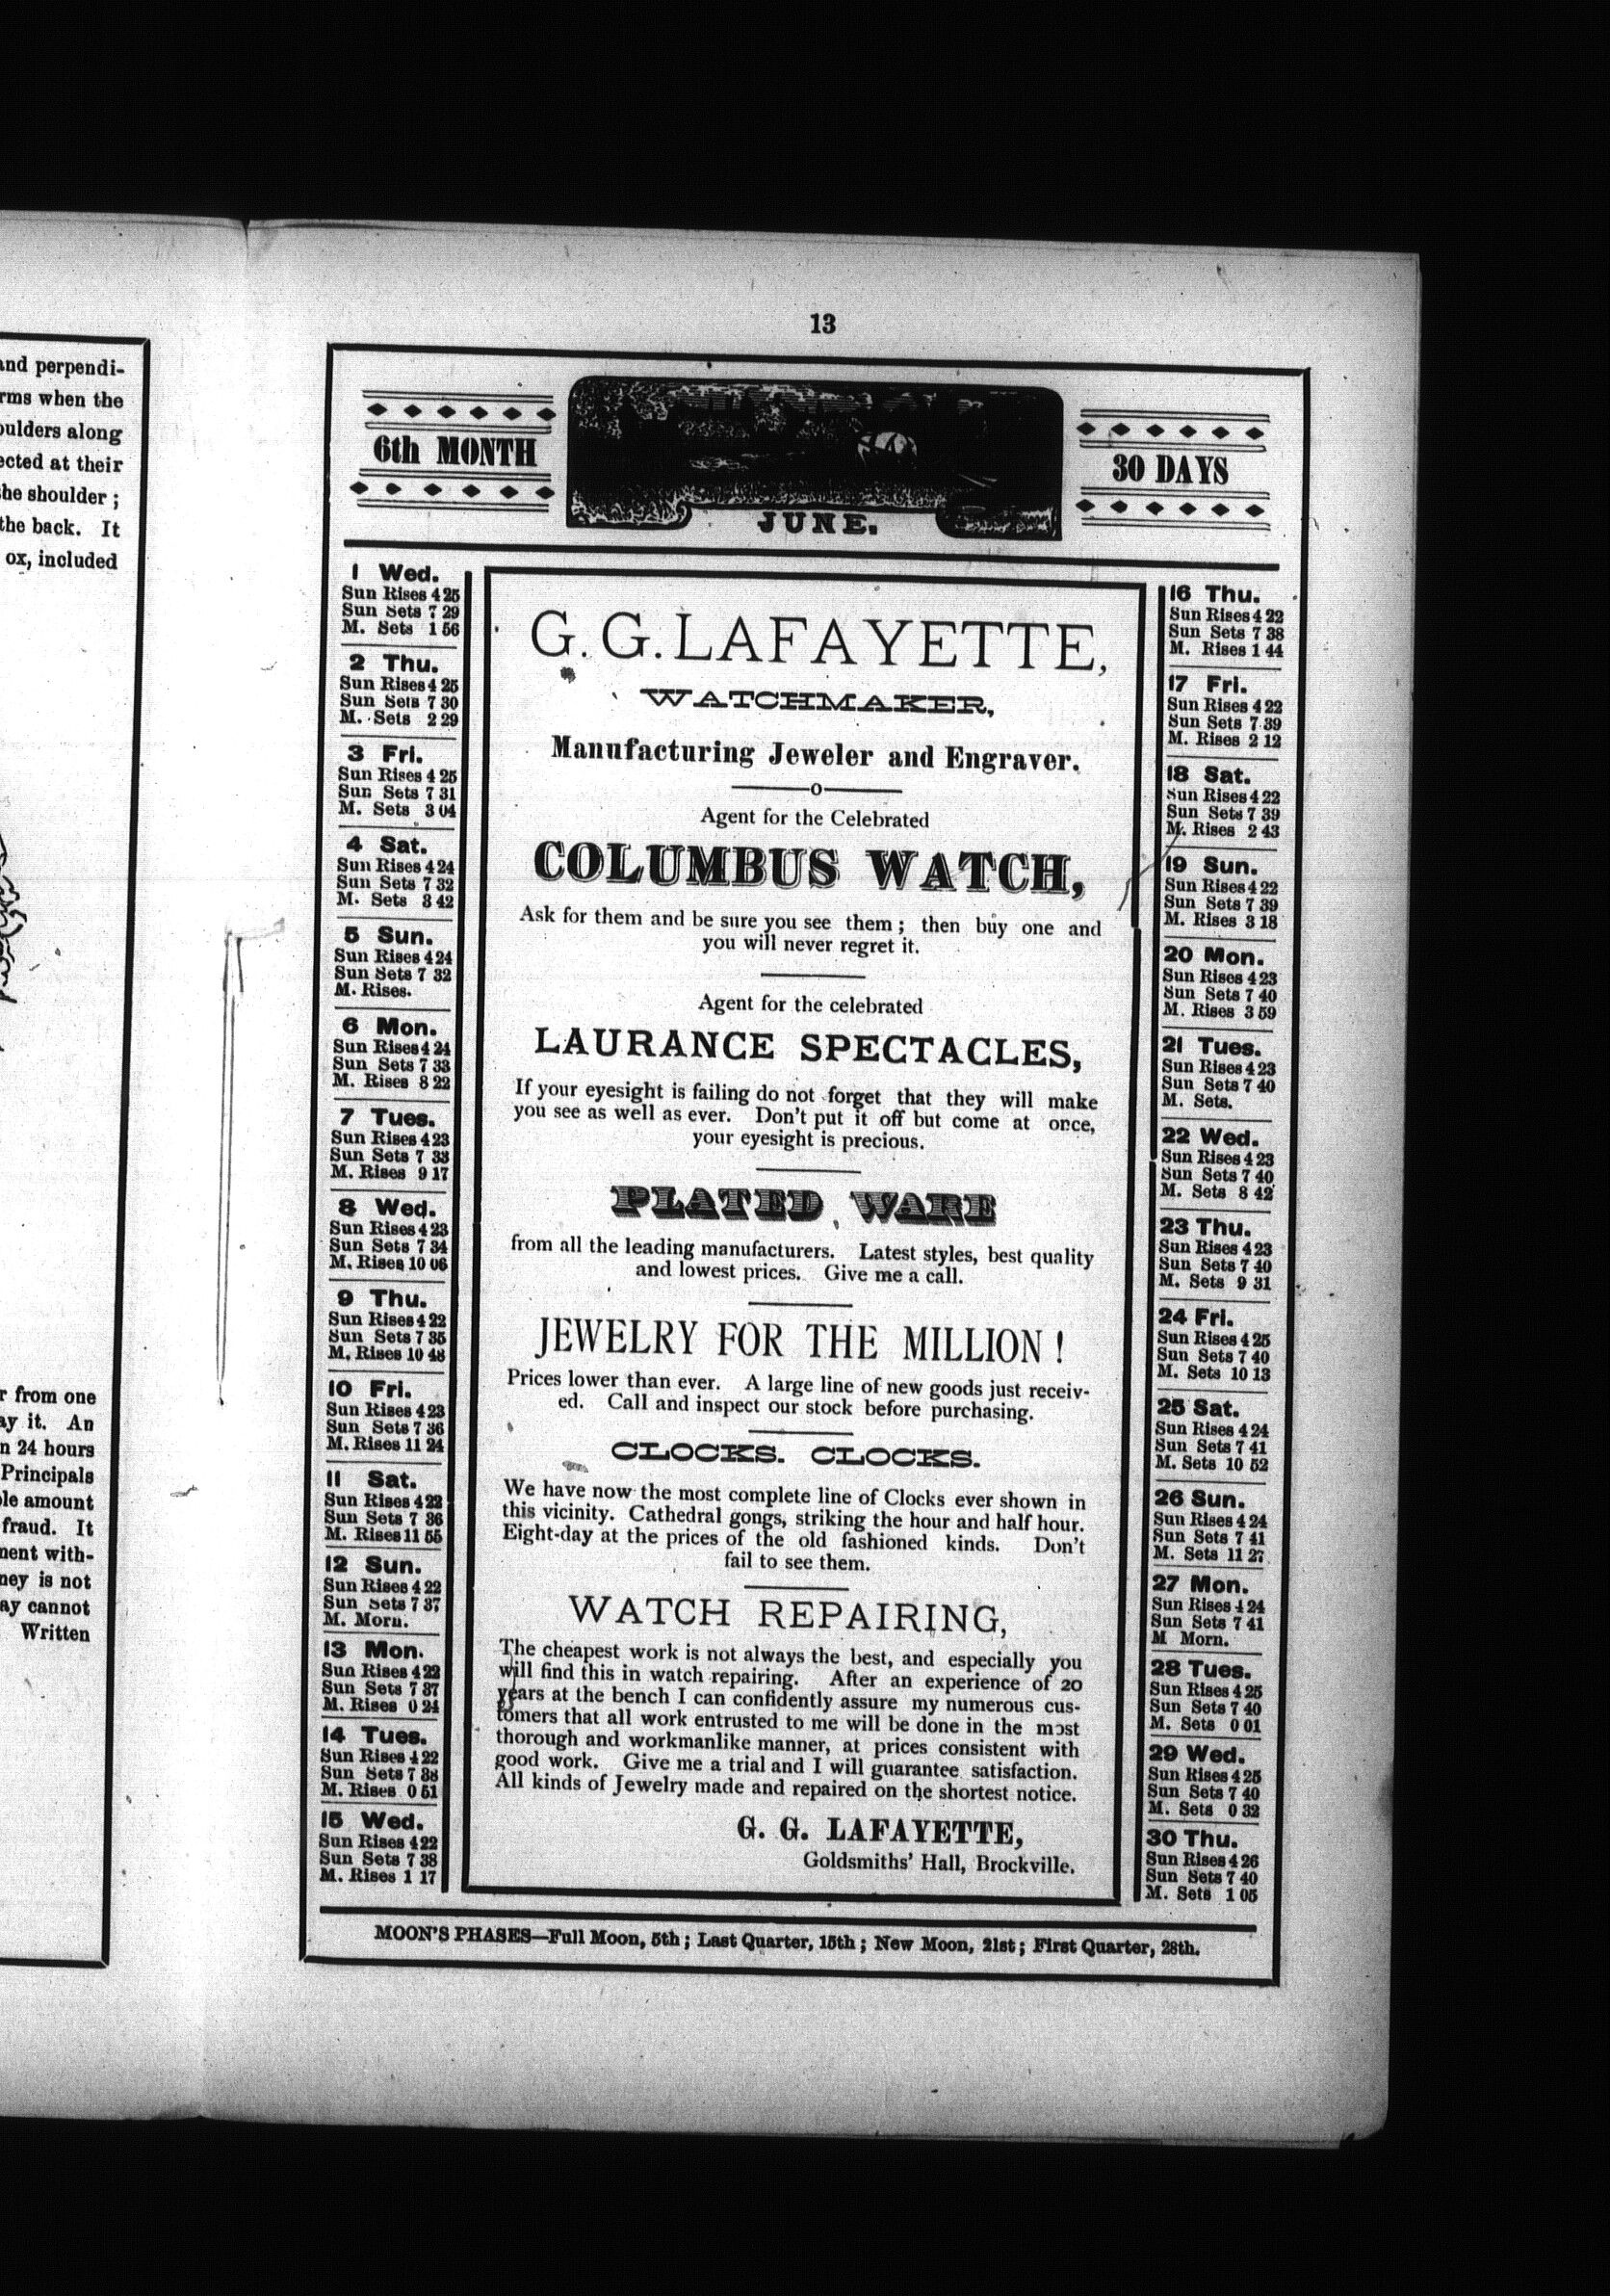 and perpendi-
when the
along
ected at their
the shoulder ;
the back. It
ox, included
from one
it. An
24 hours
Principals
amount
fraud. It
with-
is not
cannot
Written
13
6th MONTH
JUNE.
30 DAYS
1 Wed.
Sun Rises 4 25
Sun Sets 7 29
M. Sets 1 56
2 Thu.
Sun Rises 4 25
Sun Sets 7 30
M. Sets 2 29
3 Fri.
Sun Rises 4 25
Sun Sets 7 31
M. Sets 3 04
4 Sat.
Sun Rises 4 24
Sun Sets 7 32
M. Sets 3 42
5 Sun.
Sun Rises 4 24
Sun Sets 7 32
M. Rises.
6 Mon.
Sun Rises 4 24
Sun Sets 7 33
M. Rises 8 22
7 Tues.
Sun Rises 4 23
Sun Sets 7 33
M. Rises 9 17
8 Wed.
Sun Rises 4 23
Sun Sets 7 34
M. Rises 10 06
9 Thu.
Sun Rises 4 22
Sun Sets 7 35
M. Rises 10 48
10 Fri.
Sun Rises 4 23
Sun Sets 7 36
M. Rises 11 24
11 Sat.
Sun Rises 4 22
Sun Sets 7 36
M. Rises 11 55
12 Sun.
Sun Rises 4 22
Sun Sets 7 37
M. Morn.
13 Mon.
Sun Rises 4 22
Sun Sets 7 37
M. Rises 0 24
14 Tues.
Sun Rises 4 22
Sun Sets 7 38
M. Rises 0 51
15 Wed.
Sun Rises 4 22
Sun Sets 7 38
M. Rises 1 17
G. G. LAFAYETTE,
WATCHMAKER,
Manufacturing Jeweler and Engraver.
o
Agent for the Celebrated
COLUMBUS WATCH,
Ask for them and be sure you see them ; then buy one and
you will never regret it.
Agent for the celebrated
LAURANCE SPECTACLES,
If your eyesight is failing do not forget that they will make
you see as well as ever. Don't put it off but come at once,
your eyesight is precious.
PLATED WARE
from all the leading manufacturers. Latest styles, best quality
and lowest prices. Give me a call.
JEWELRY FOR THE MILLION !
Prices lower than ever. A large line of new goods just receiv-
ed. Call and inspect our stock before purchasing.
CLOCKS. CLOCKS.
We have now the most complete line of Clocks ever shown in
this vicinity. Cathedral gongs, striking the hour and half hour.
Eight-day at the prices of the old fashioned kinds. Don't
fail to see them.
WATCH REPAIRING,
The cheapest work is not always the best, and especially you
will find this in watch repairing. After an experience of 20
years at the bench I can confidently assure my numerous cus-
tomers that all work entrusted to me will be done in the most
thorough and workmanlike manner, at prices consistent with
good work. Give me a trial and I will guarantee satisfaction.
All kinds of Jewelry made and repaired on the shortest notice.
G. G. LAFAYETTE,
Goldsmiths' Hall, Brockville.
16 Thu.
Sun Rises 4 22
Sun Sets 7 38
M. Rises 1 44
17 Fri.
Sun Rises 4 22
Sun Sets 7 39
M. Rises 2 12
18 Sat.
Sun Rises 4 22
Sun Sets 7 39
M. Rises 2 43
19 Sun.
Sun Rises 4 22
Sun Sets 7 39
M. Rises 3 18
20 Mon.
Sun Rises 4 23
Sun Sets 7 40
M. Rises 3 59
21 Tues.
Sun Rises 4 23
Sun Sets 7 40
M. Sets.
22 Wed.
Sun Rises 4 23
Sun Sets 7 40
M. Sets 8 42
23 Thu.
Sun Rises 4 23
Sun Sets 7 40
M. Sets 9 31
24 Fri.
Sun Rises 4 25
Sun Sets 7 40
M. Sets 10 13
25 Sat.
Sun Rises 4 24
Sun Sets 7 41
M. Sets 10 52
26 Sun.
Sun Rises 4 24
Sun Sets 7 41
M. Sets 11 27
27 Mon.
Sun Rises 4 24
Sun Sets 7 41
M Morn.
28 Tues.
Sun Rises 4 25
Sun Sets 7 40
M. Sets 0 01
29 Wed.
Sun Rises 4 25
Sun Sets 7 40
M. Sets 0 32
30 Thu.
Sun Rises 4 26
Sun Sets 7 40
M. Sets 1 05
MOON'S PHASES—Full Moon, 5th ; Last Quarter, 15th ; New Moon, 21st ; First Quarter, 28th.